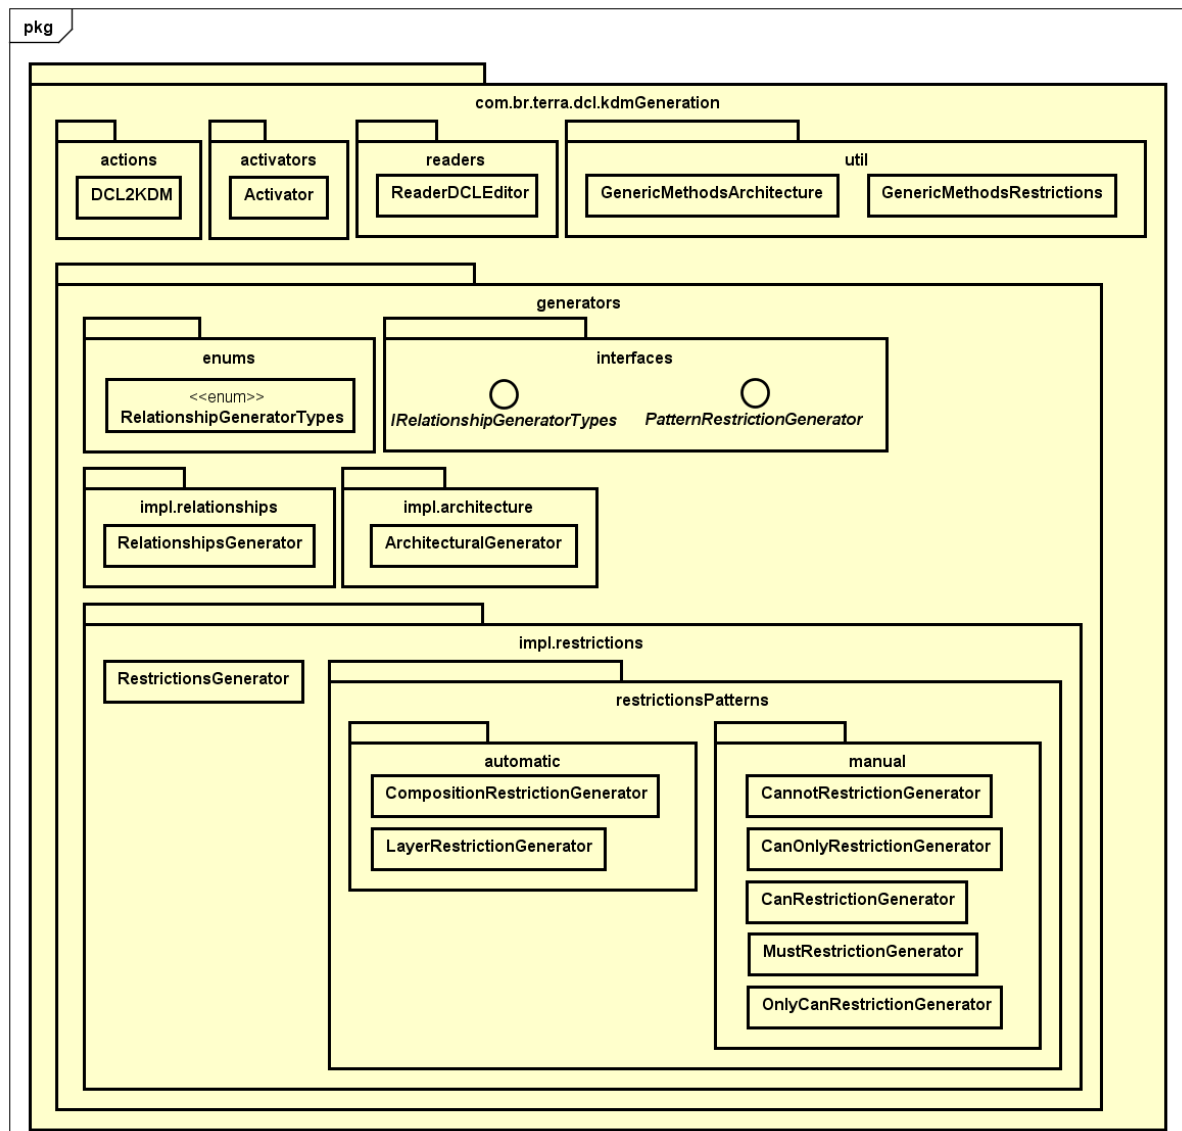 pkg
com.br.terra.dcl.kdmGeneration
actions
DCL2KDM
activators
Activator
readers
ReaderDCLEditor
util
GenericMethodsArchitecture
GenericMethodsRestrictions
generators
enums
<<enum>>
RelationshipGeneratorTypes
interfaces
IRelationshipGeneratorTypes
PatternRestrictionGenerator
impl.relationships
RelationshipsGenerator
impl.architecture
ArchitecturalGenerator
impl.restrictions
RestrictionsGenerator
restrictionsPatterns
automatic
CompositionRestrictionGenerator
LayerRestrictionGenerator
manual
CannotRestrictionGenerator
CanOnlyRestrictionGenerator
CanRestrictionGenerator
MustRestrictionGenerator
OnlyCanRestrictionGenerator